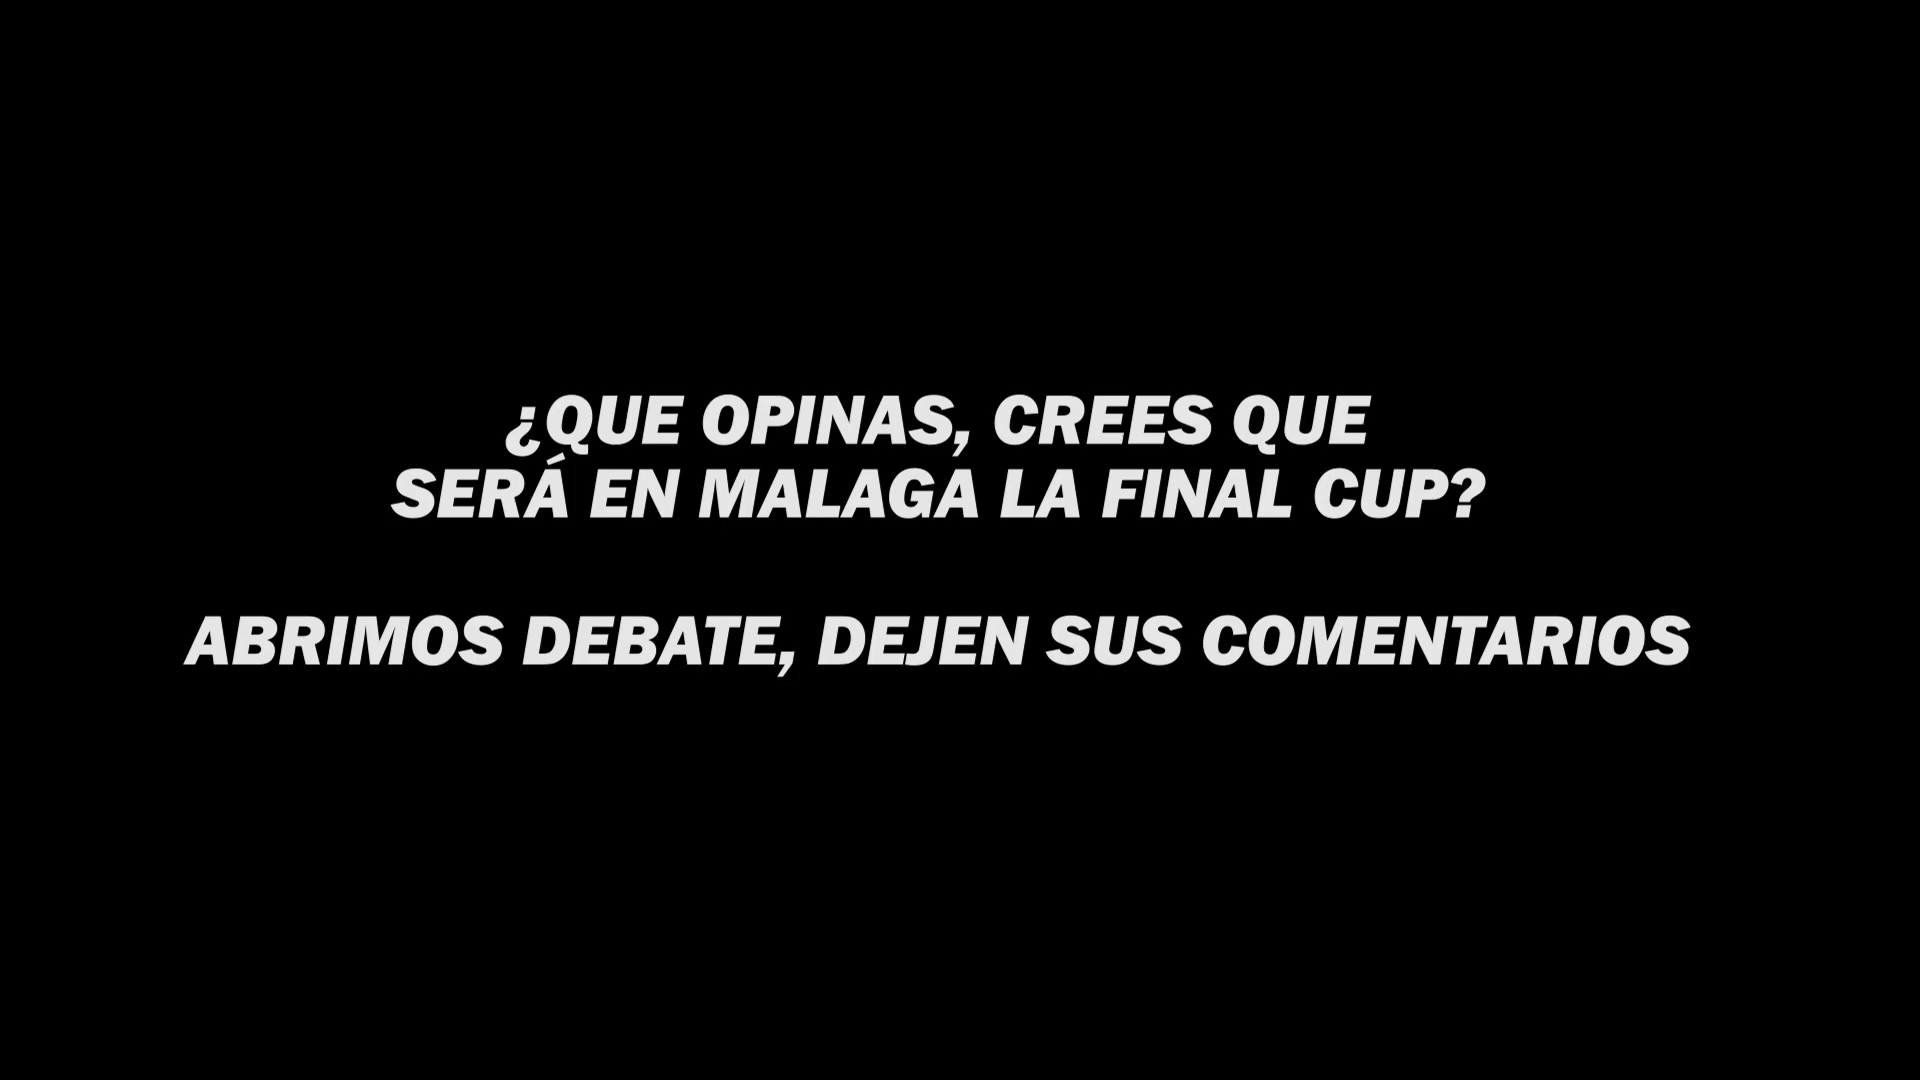 ¿QUE OPINAS, CREES QUE
SERÁ EN MALAGA LA FINAL CUP?
ABRIMOS DEBATE, DEJEN SUS COMENTARIOS